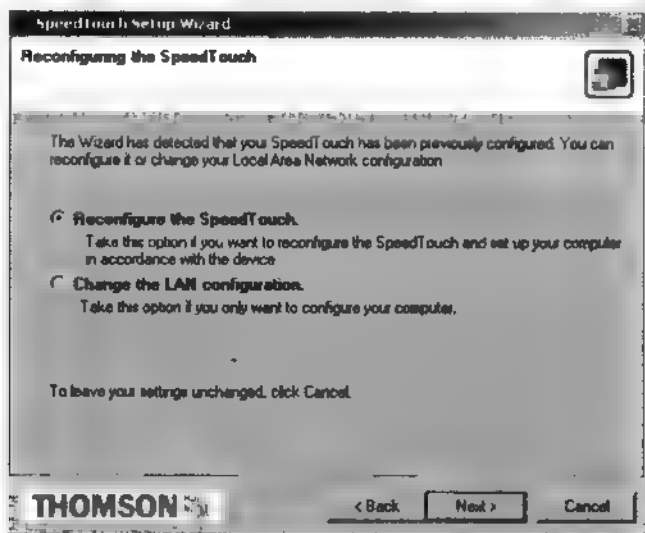 SpeedTouch Setup Wizard
Reconfiguring the SpeedTouch
The Wizard has detected that your SpeedTouch has been previously configured. You can
reconfigure it or change your Local Area Network configuration
Reconfigure the SpeedTouch.
Take this option if you want to reconfigure the SpeedTouch and set up your computer
in accordance with the device
Change the LAN configuration.
Take this option if you only want to configure your computer.
To leave your settings unchanged, click Cancel.
THOMSON
< Back
Next >
Cancel